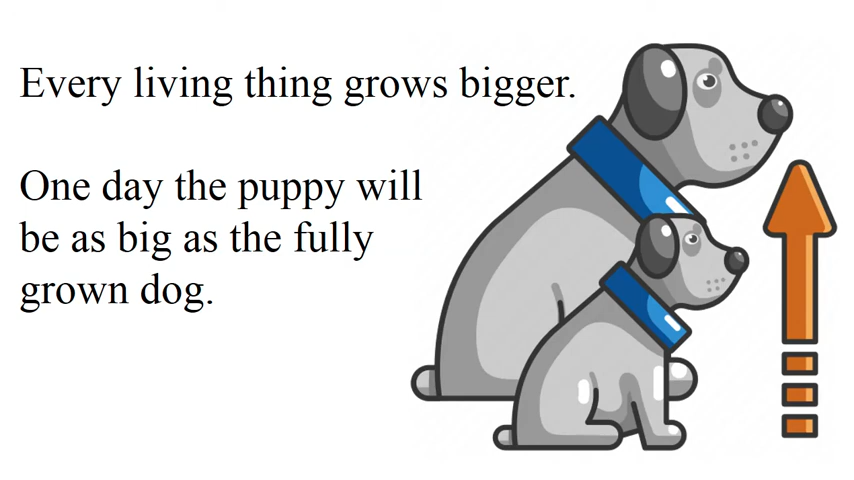 Every living thing grows bigger.
One day the puppy will
be as big as the fully
grown dog.